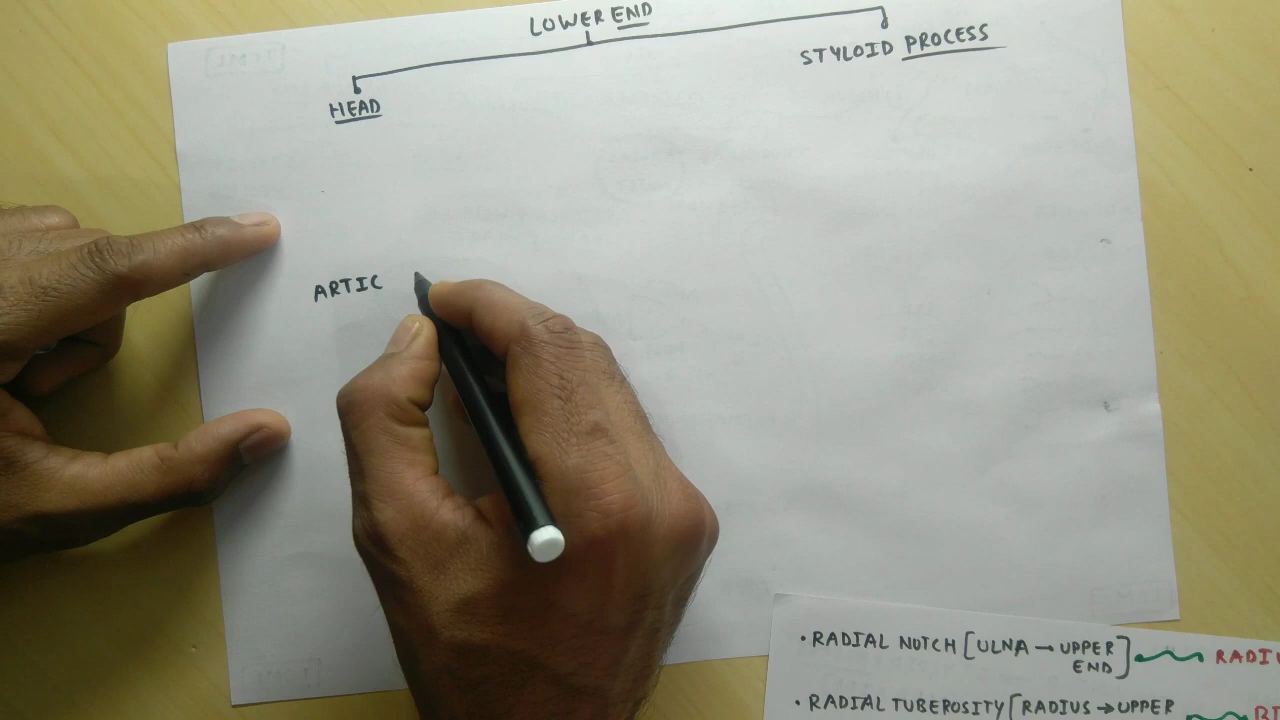 LOWER END
STYLOID PROCESS
HEAD
ARTIC
• RADIAL NOTCH [ULNA → UPPER
END]
• RADIAL TUBEROSITY [RADIUS → UPPER